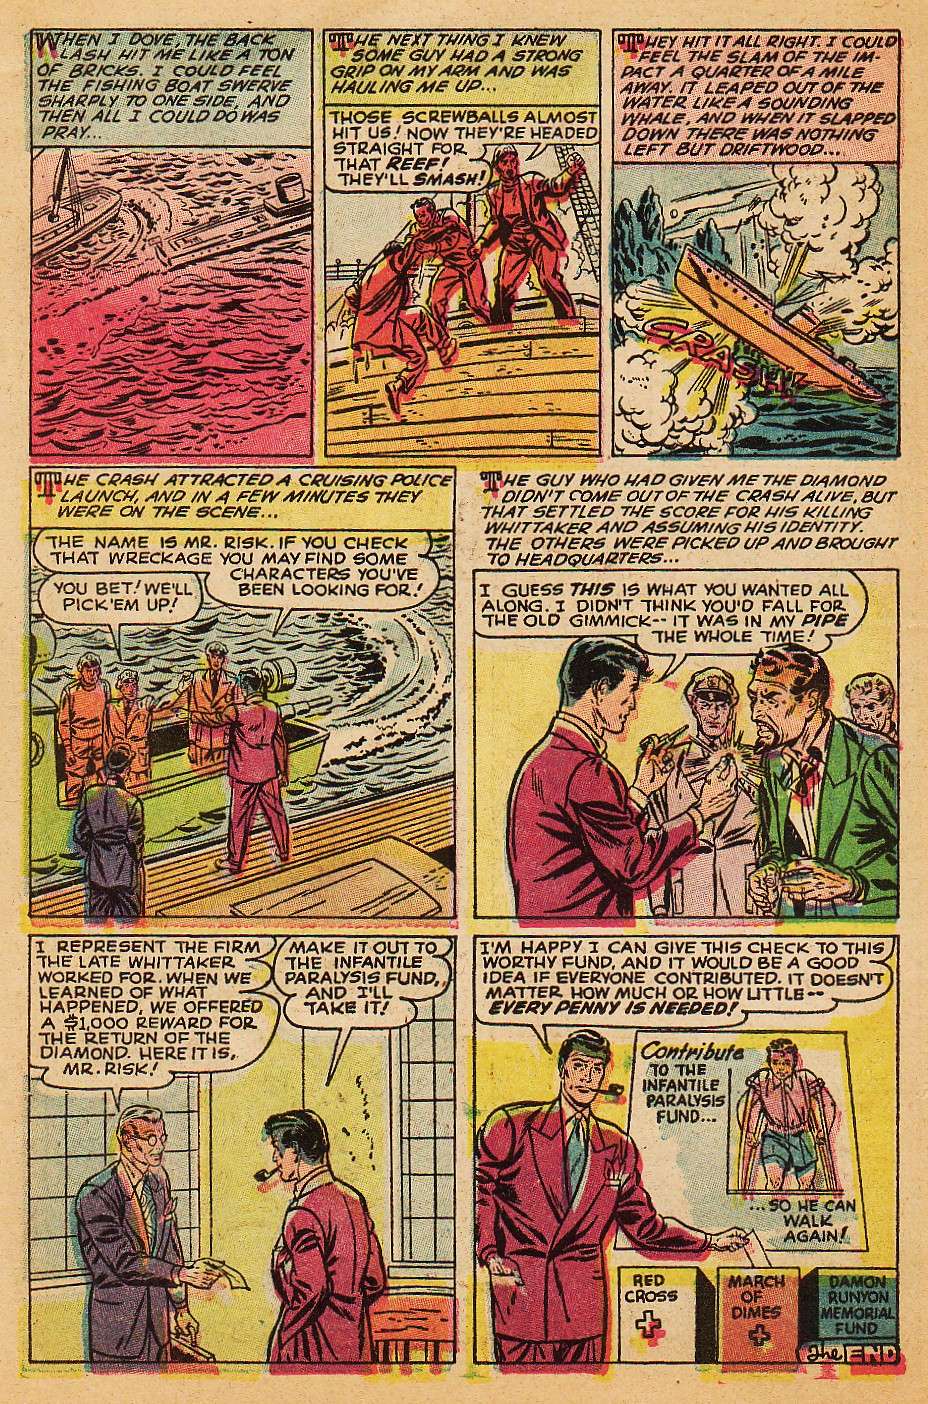 WHEN I DOVE THE BACK
LASH HIT ME LIKE A TON
OF BRICKS. I COULD FEEL
THE FISHING BOAT SWERVE
SHARPLY TO ONE SIDE, AND
THEN ALL I COULD DO WAS
PRAY...
THE NEXT THING I KNEW
SOME GUY HAD A STRONG
GRIP ON MY ARM AND WAS
HAULING ME UP...
THOSE SCREWBALLS ALMOST
HIT US! NOW THEY'RE HEADED
STRAIGHT FOR
THAT REEF!
THEY'LL SMASH!
THEY HIT IT ALL RIGHT. I COULD
FEEL THE SLAM OF THE IM-
PACT A QUARTER OF A MILE
AWAY. IT LEAPED OUT OF THE
WATER LIKE A SOUNDING
WHALE, AND WHEN IT SLAPPED
DOWN THERE WAS NOTHING
LEFT BUT DRIFTWOOD...
CRASH!
THE CRASH ATTRACTED A CRUISING POLICE
LAUNCH, AND IN A FEW MINUTES THEY
WERE ON THE SCENE...
THE NAME IS MR. RISK. IF YOU CHECK
THAT WRECKAGE YOU MAY FIND SOME
CHARACTERS YOU'VE
BEEN LOOKING FOR!
YOU BET! WE'LL
PICK 'EM UP!
THE GUY WHO HAD GIVEN ME THE DIAMOND
DIDN'T COME OUT OF THE CRASH ALIVE, BUT
THAT SETTLED THE SCORE FOR HIS KILLING
WHITTAKER AND ASSUMING HIS IDENTITY.
THE OTHERS WERE PICKED UP AND BROUGHT
TO HEADQUARTERS...
I GUESS THIS IS WHAT YOU WANTED ALL
ALONG. I DIDN'T THINK YOU'D FALL FOR
THE OLD GIMMICK-- IT WAS IN MY PIPE
THE WHOLE TIME!
I REPRESENT THE FIRM
THE LATE WHITTAKER
WORKED FOR. WHEN WE
LEARNED OF WHAT
HAPPENED, WE OFFERED
A $1,000 REWARD FOR
THE RETURN OF THE
DIAMOND. HERE IT IS,
MR. RISK!
MAKE IT OUT TO
THE INFANTILE
PARALYSIS FUND,
AND I'LL
TAKE IT!
I'M HAPPY I CAN GIVE THIS CHECK TO THIS
WORTHY FUND, AND IT WOULD BE A GOOD
IDEA IF EVERYONE CONTRIBUTED. IT DOESN'T
MATTER HOW MUCH OR HOW LITTLE--
EVERY PENNY IS NEEDED!
Contribute
TO THE
INFANTILE
PARALYSIS
FUND...
...SO HE CAN
WALK
AGAIN!
RED
CROSS
MARCH
OF
DIMES
DAMON
RUNYON
MEMORIAL
FUND
The END